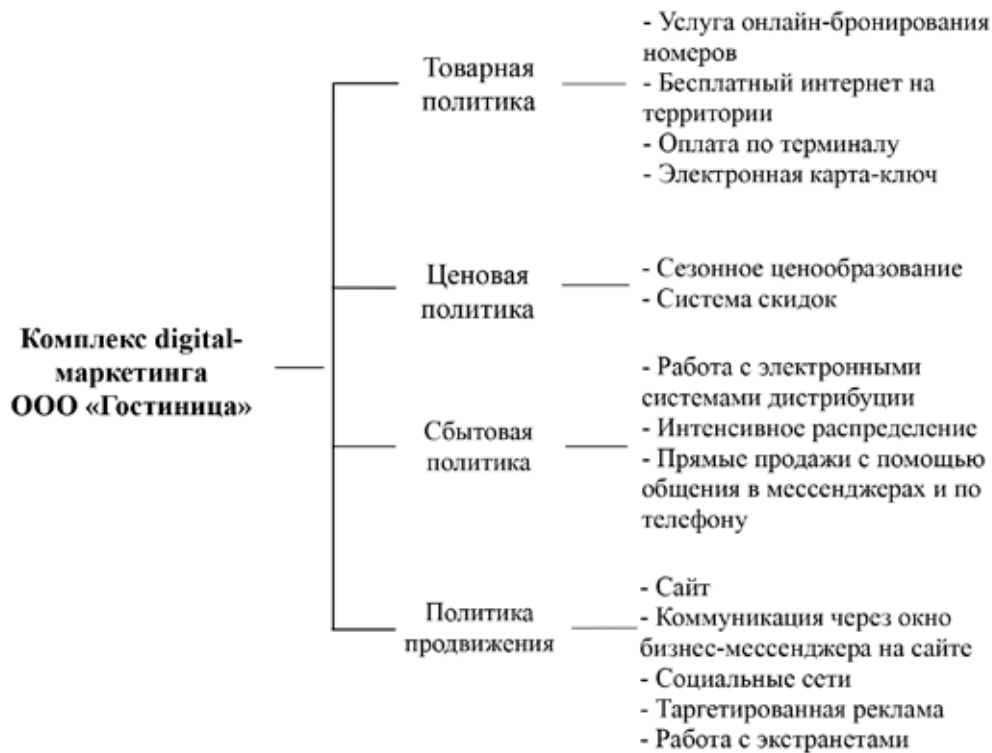 Комплекс digital-
маркетинга
ООО «Гостиница»
Товарная
политика
- Услуга онлайн-бронирования
номеров
- Бесплатный интернет на
территории
- Оплата по терминалу
- Электронная карта-ключ
Ценовая
политика
- Сезонное ценообразование
- Система скидок
Сбытовая
политика
- Работа с электронными
системами дистрибуции
- Интенсивное распределение
- Прямые продажи с помощью
общения в мессенджерах и по
телефону
Политика
продвижения
- Сайт
- Коммуникация через окно
бизнес-мессенджера на сайте
- Социальные сети
- Таргетированная реклама
- Работа с экстранетами